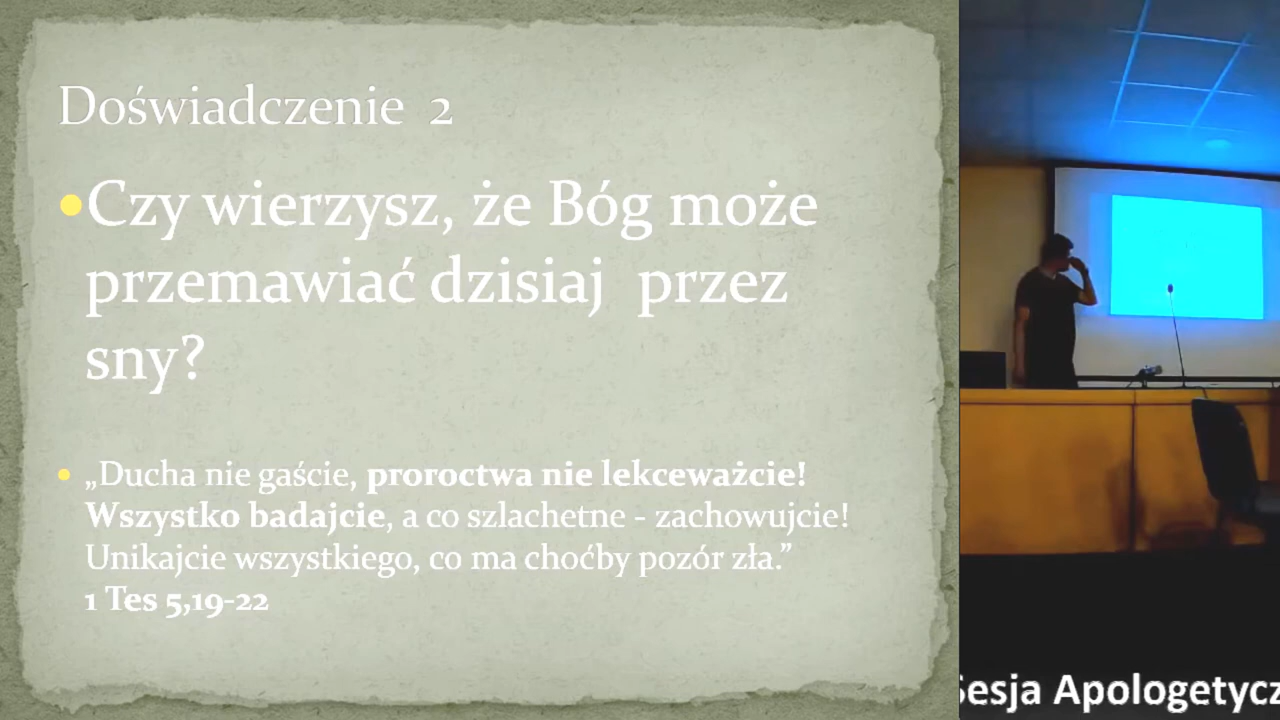 Doświadczenie 2
•Czy wierzysz, że Bóg może
przemawiać dzisiaj przez
sny?
• „Ducha nie gaście, proroctwa nie lekceważcie!
Wszystko badajcie, a co szlachetne - zachowujcie!
Unikajcie wszystkiego, co ma choćby pozór zła.”
1 Tes 5,19-22
Sesja Apologetycz